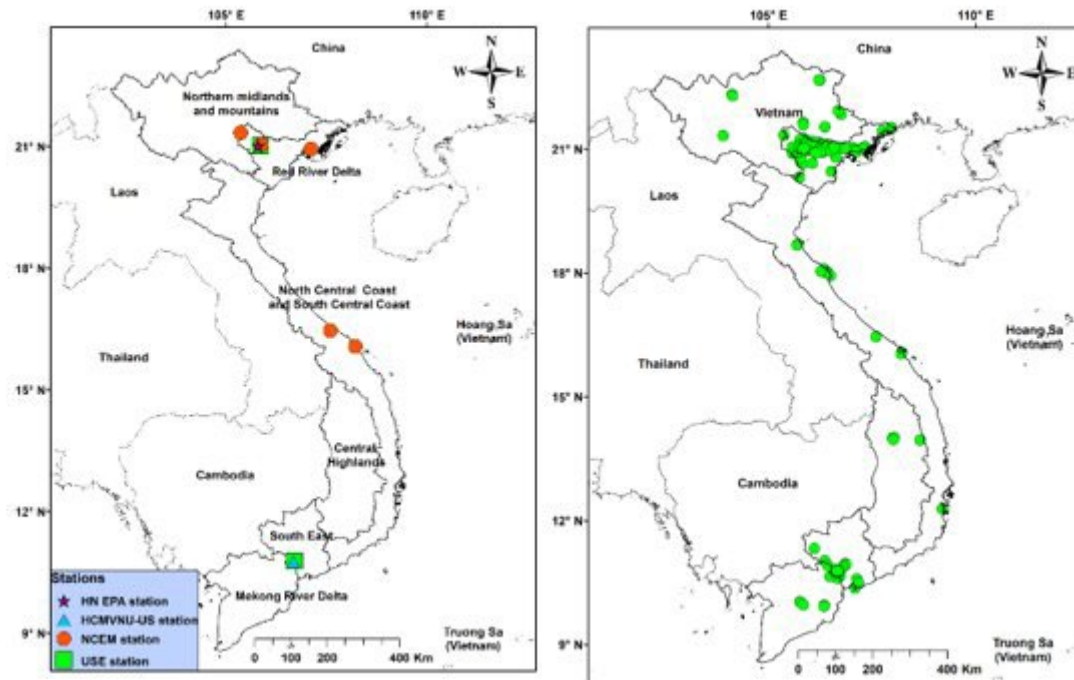 105° E
110° E
China
N
W
E
S
Northern midlands
and mountains
21° N
Red River Delta
Laos
18° N
North Central Coast
and South Central Coast
Hoang Sa
(Vietnam)
Thailand
15° N
Central
Highlands
Cambodia
12° N
South East
Stations
HN EPA station
HCMVNU-US station
NCEM station
USE station
Mekong River Delta
9° N
0 100 200 400 Km
Truong Sa
(Vietnam)
105° E
110° E
China
N
W
E
S
Vietnam
21° N
Laos
18° N
Hoang Sa
(Vietnam)
Thailand
15° N
Cambodia
12° N
9° N
0 100 200 400
Km
Truong Sa
(Vietnam)